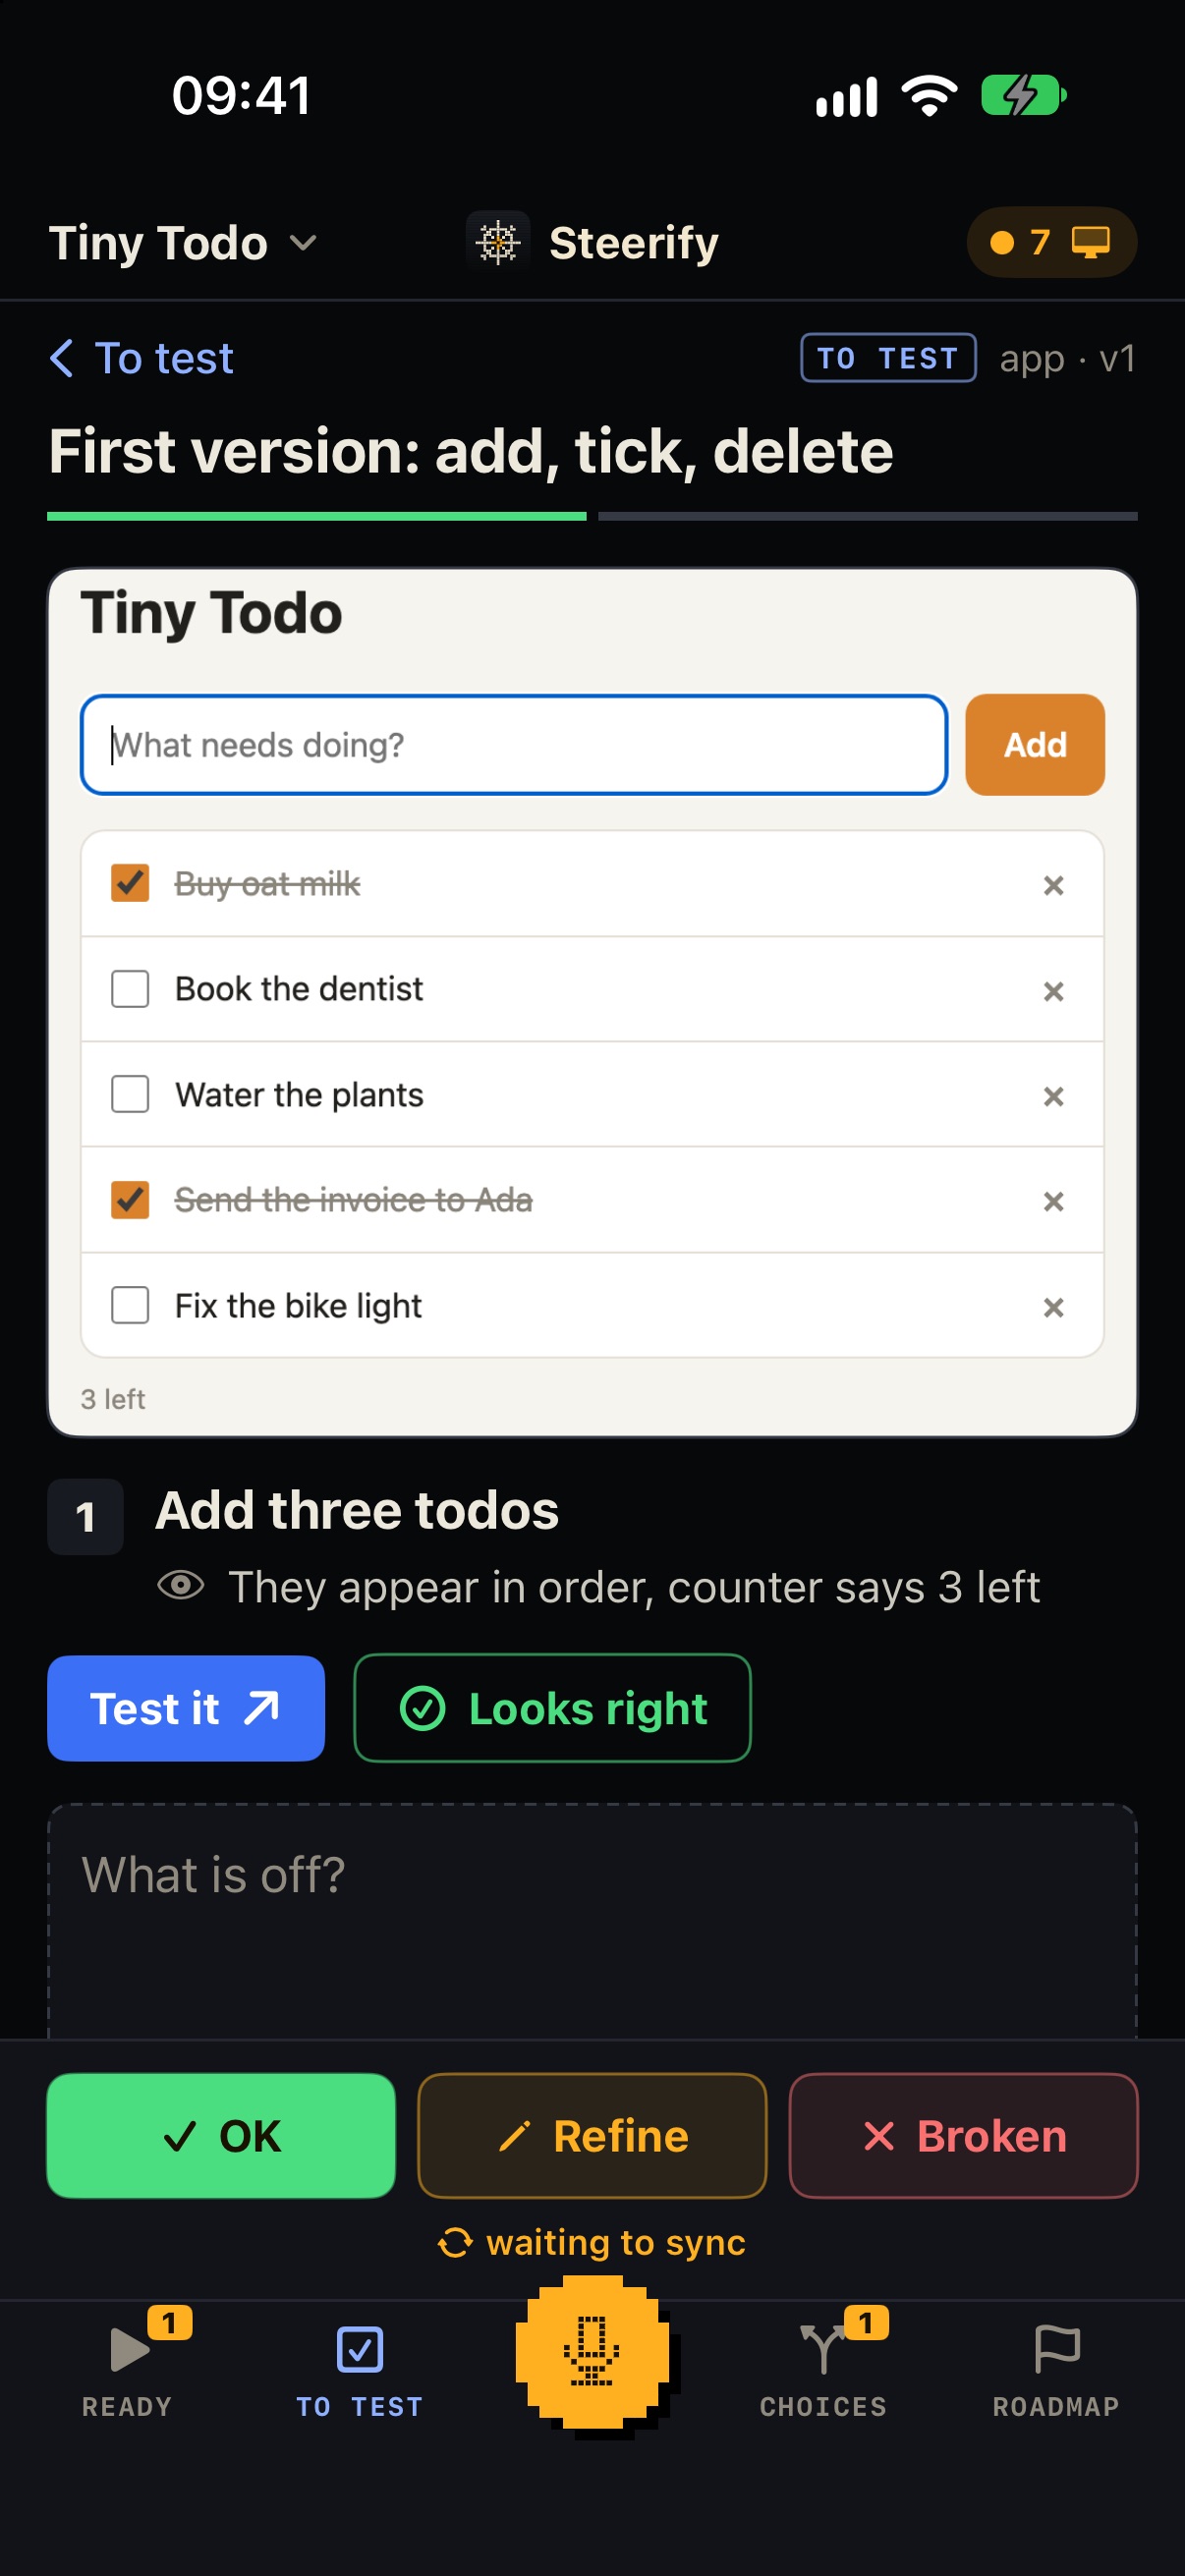 09:41
Tiny Todo
Steerify
7
To test
TO TEST
app · v1
First version: add, tick, delete
Tiny Todo
What needs doing?
Add
Buy oat milk
×
Book the dentist
×
Water the plants
×
Send the invoice to Ada
×
Fix the bike light
×
3 left
1
Add three todos
They appear in order, counter says 3 left
Test it
Looks right
What is off?
OK
Refine
Broken
waiting to sync
1
1
READY
TO TEST
CHOICES
ROADMAP